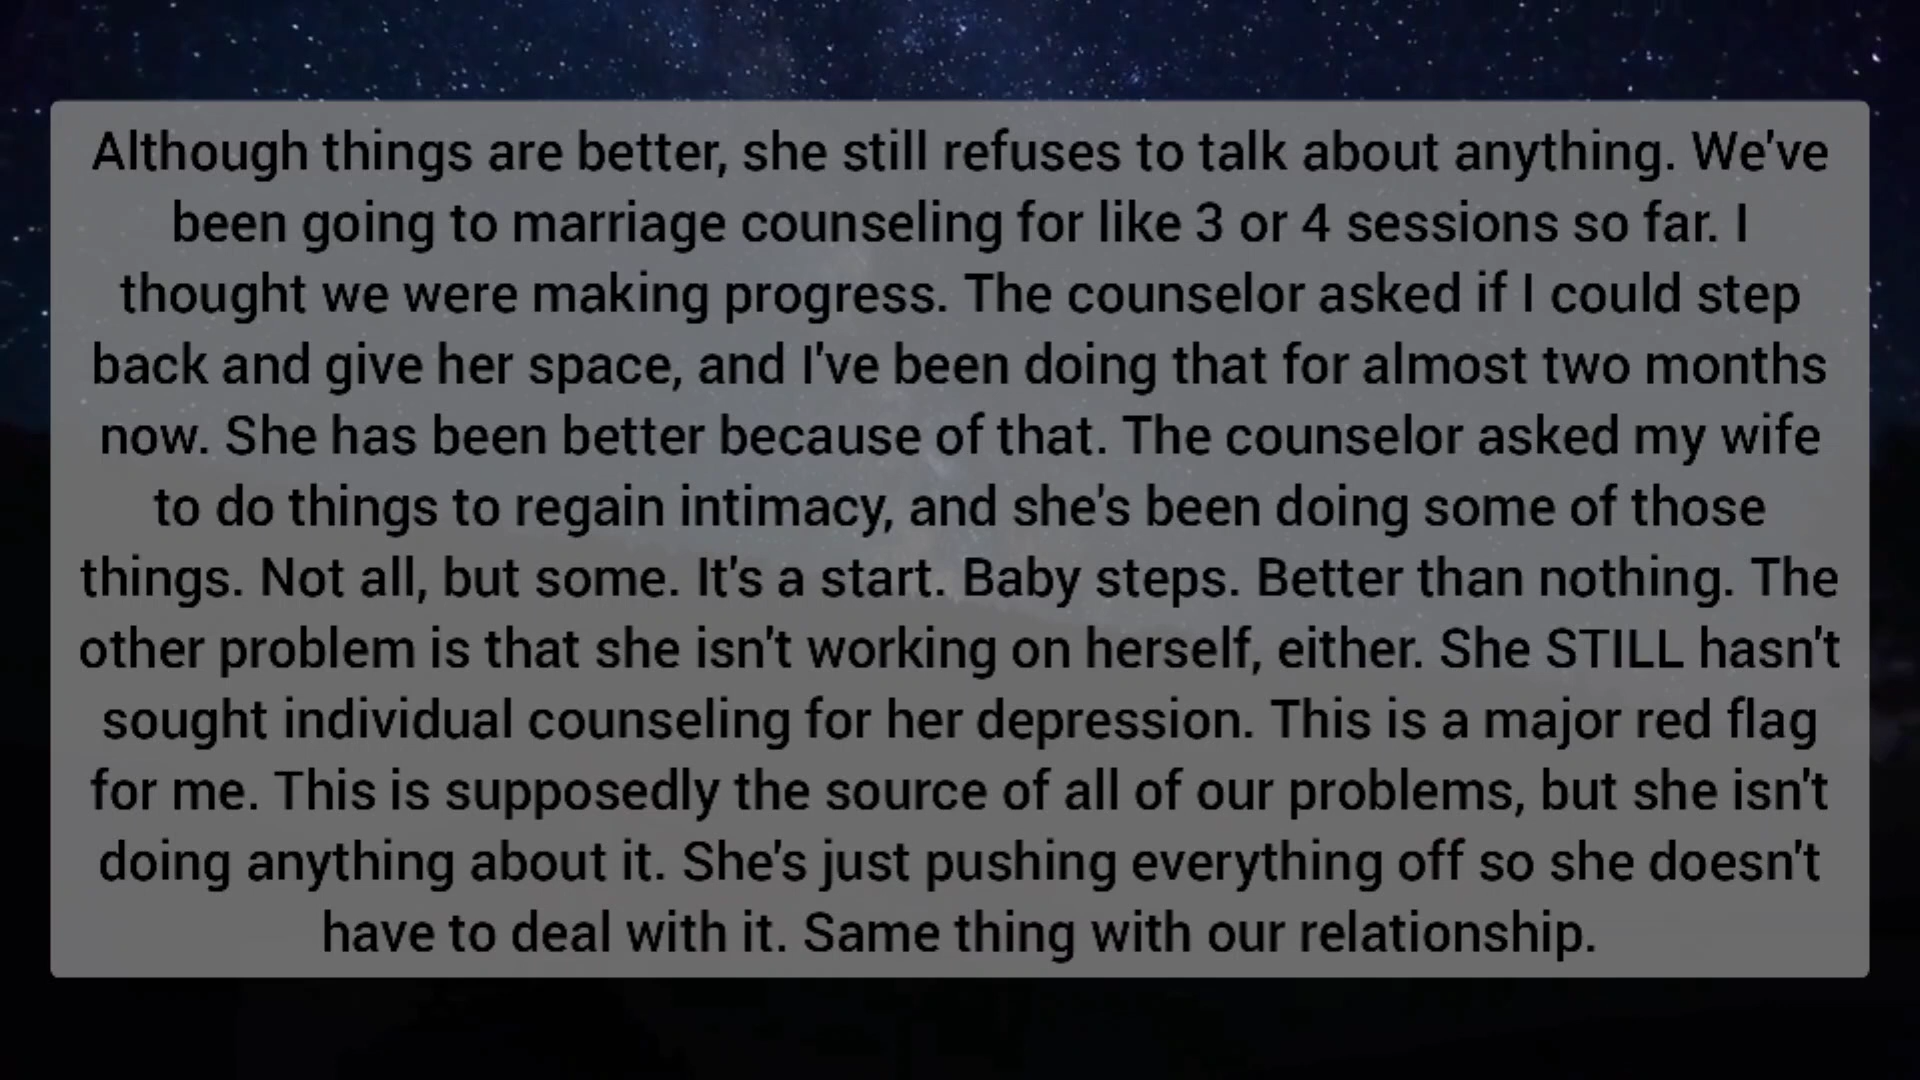 Although things are better, she still refuses to talk about anything. We've
been going to marriage counseling for like 3 or 4 sessions so far. I
thought we were making progress. The counselor asked if I could step
back and give her space, and I've been doing that for almost two months
now. She has been better because of that. The counselor asked my wife
to do things to regain intimacy, and she's been doing some of those
things. Not all, but some. It's a start. Baby steps. Better than nothing. The
other problem is that she isn't working on herself, either. She STILL hasn't
sought individual counseling for her depression. This is a major red flag
for me. This is supposedly the source of all of our problems, but she isn't
doing anything about it. She's just pushing everything off so she doesn't
have to deal with it. Same thing with our relationship.